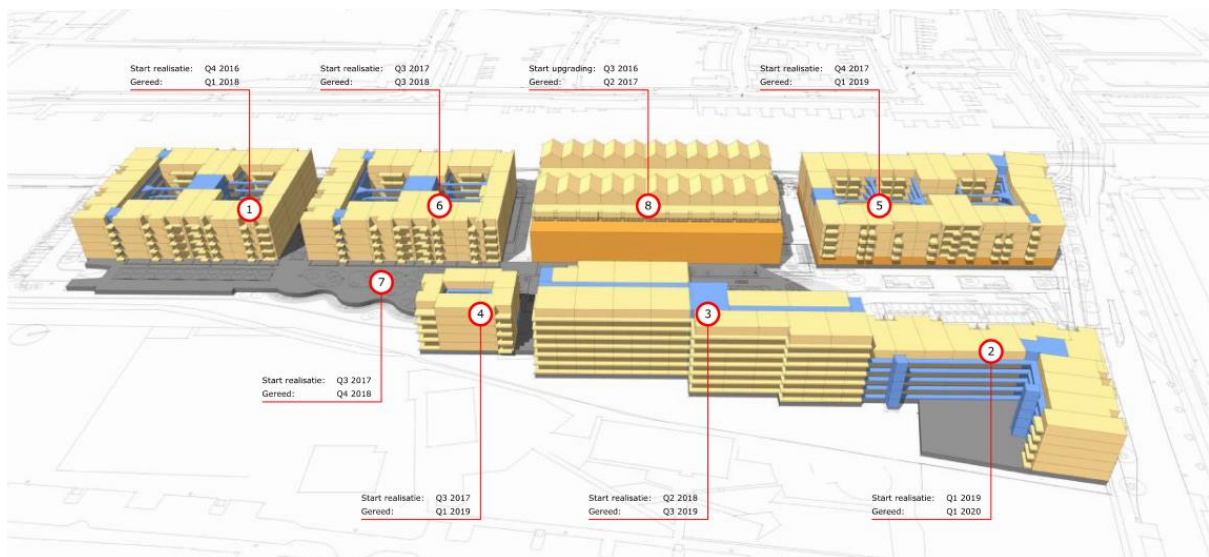 Start realisatie: Q4 2016
Gereed: Q1 2018
Start realisatie: Q3 2017
Gereed: Q3 2018
Start upgrading: Q3 2016
Gereed: Q2 2017
Start realisatie: Q4 2017
Gereed: Q1 2019
1
6
8
5
7
4
3
2
Start realisatie: Q3 2017
Gereed: Q4 2018
Start realisatie: Q3 2017
Gereed: Q1 2019
Start realisatie: Q2 2018
Gereed: Q3 2019
Start realisatie: Q1 2019
Gereed: Q1 2020